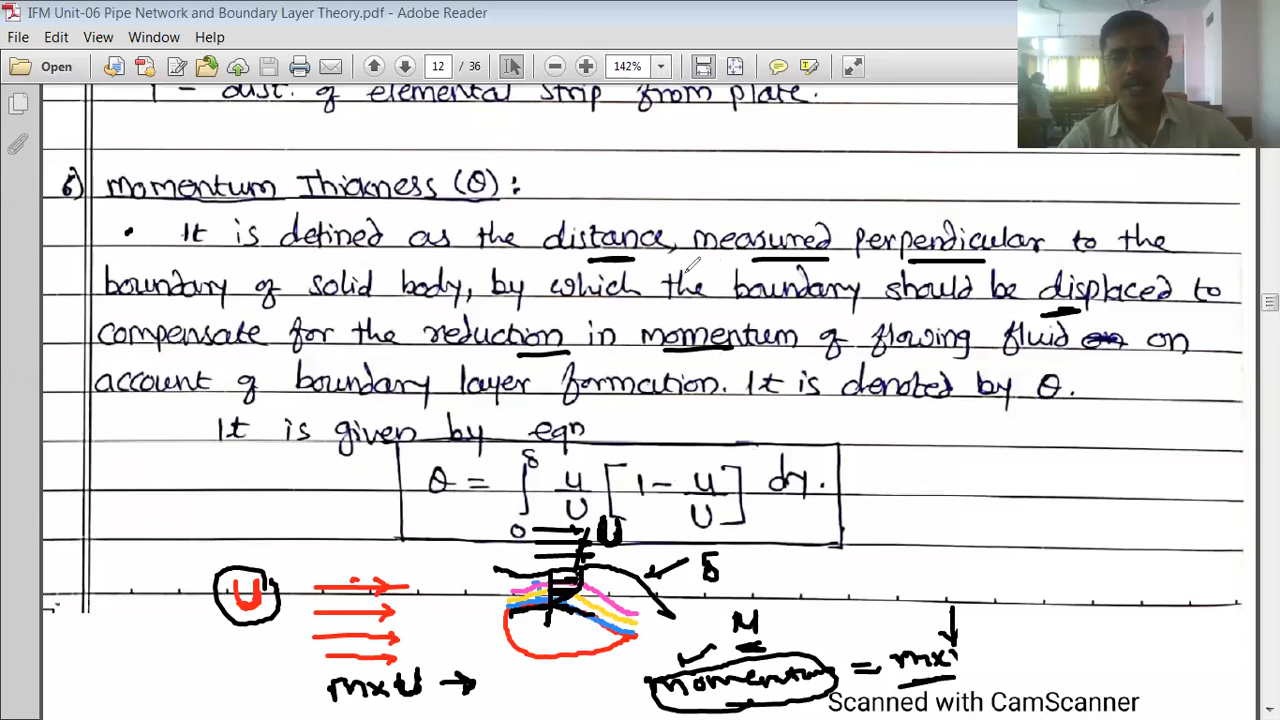 IFM Unit-06 Pipe Network and Boundary Layer Theory.pdf - Adobe Reader
File Edit View Window Help
Open 12 / 36 142%
dist. of elemental strip from plate.
6) Momentum Thickness (θ) :
• It is defined as the distance, measured perpendicular to the
boundary of solid body, by which the boundary should be displaced to
compensate for the reduction in momentum of flowing fluid on
account of boundary layer formation. It is denoted by θ.
It is given by eqn
θ = ∫₀^δ u/U [1 - u/U] dy.
U
U
δ
M
momentum = m×
m×U →
Scanned with CamScanner